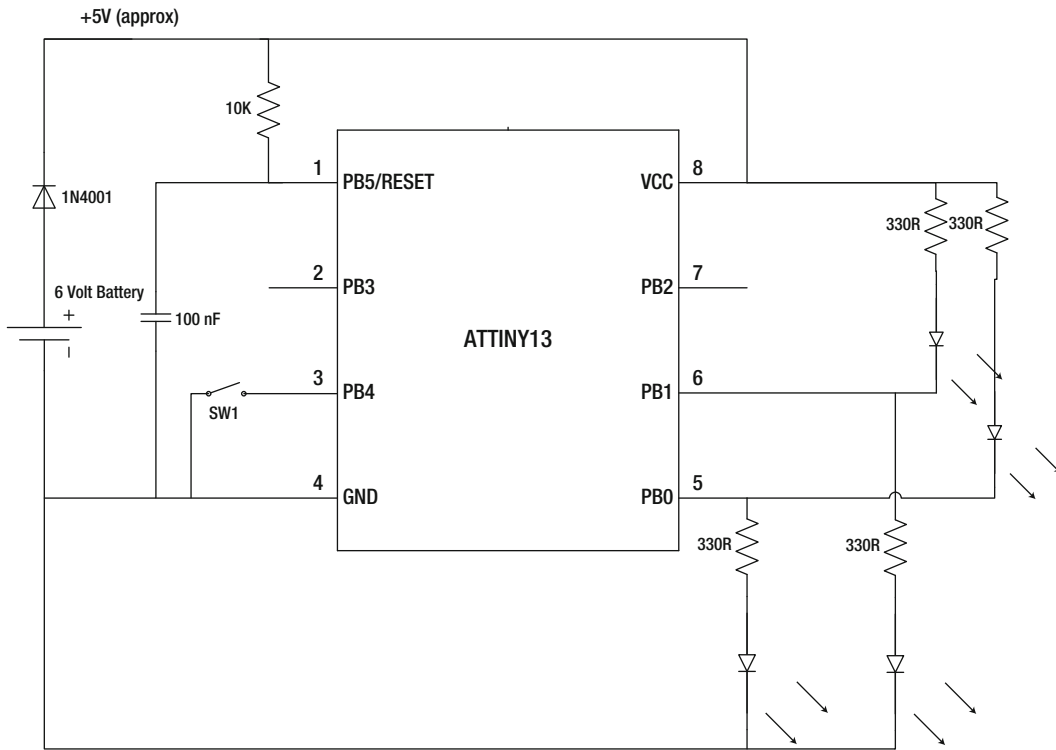 +5V (approx)
10K
1
PB5/RESET
VCC
8
1N4001
330R
330R
2
PB3
PB2
7
6 Volt Battery
+
100 nF
−
ATTINY13
3
PB4
PB1
6
SW1
4
GND
PB0
5
330R
330R